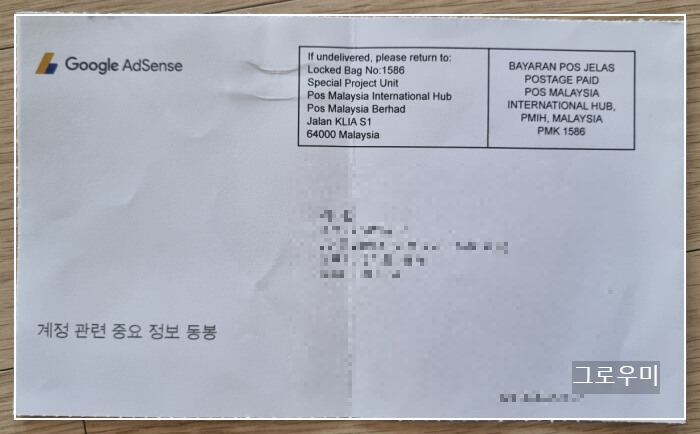 Google AdSense
If undelivered, please return to:
Locked Bag No:1586
Special Project Unit
Pos Malaysia International Hub
Pos Malaysia Berhad
Jalan KLIA S1
64000 Malaysia
BAYARAN POS JELAS
POSTAGE PAID
POS MALAYSIA
INTERNATIONAL HUB,
PMIH, MALAYSIA
PMK 1586
계정 관련 중요 정보 동봉
그로우미